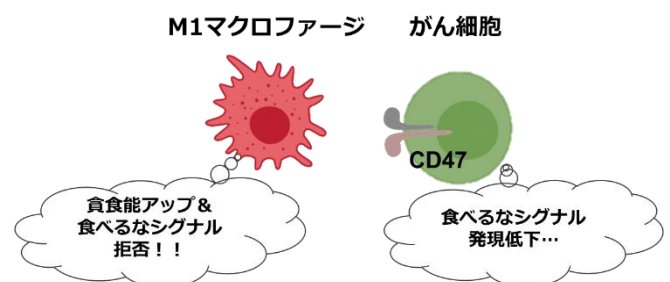 M1マクロファージ　がん細胞
CD47
貪食能アップ＆
食べるなシグナル
拒否！！
食べるなシグナル
発現低下…